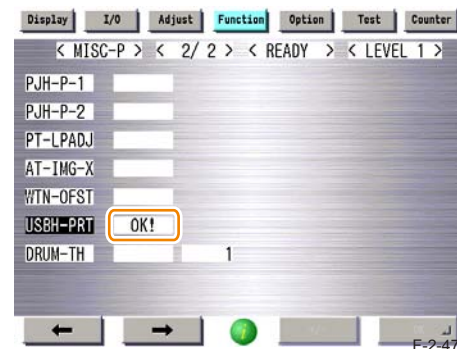 Display I/O Adjust Function Option Test Counter
< MISC-P > < 2/ 2 > < READY > < LEVEL 1 >
PJH-P-1
PJH-P-2
PT-LPADJ
AT-IMG-X
WTN-OFST
USBH-PRT OK!
DRUM-TH 1
F-2-47